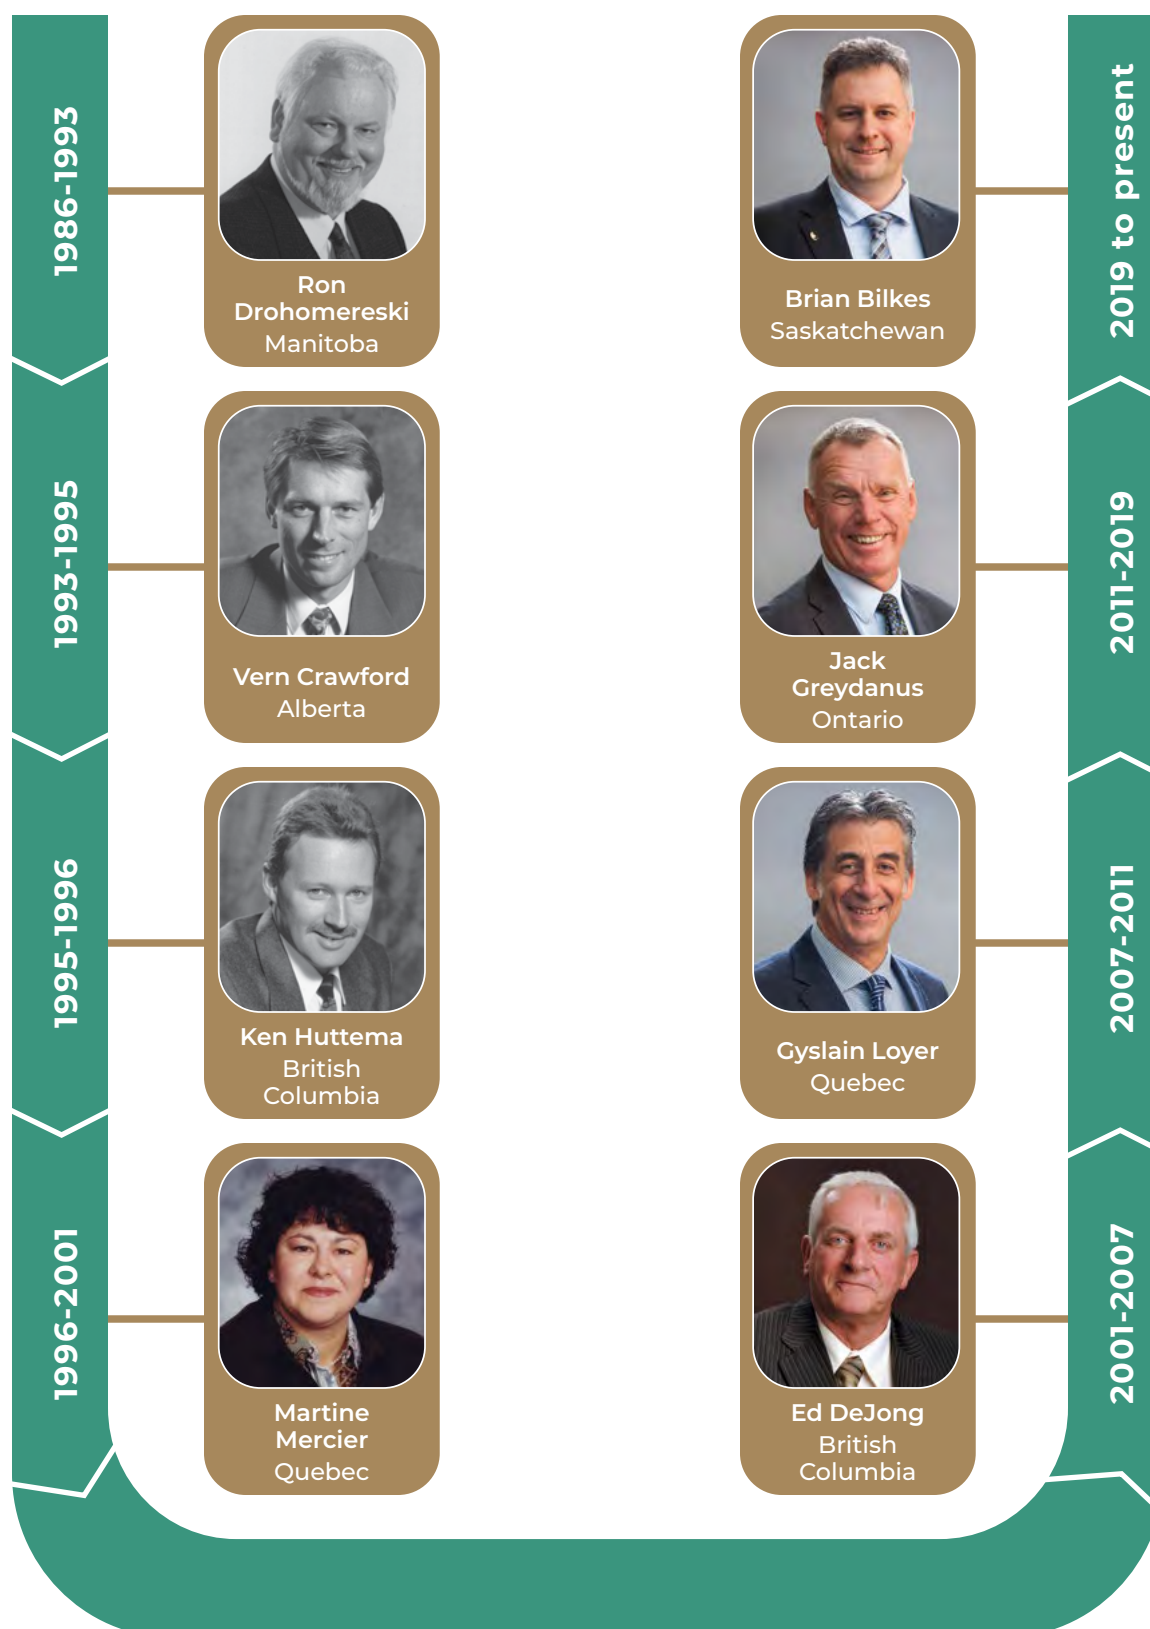 1986-1993
Ron
Drohomereski
Manitoba
1993-1995
Vern Crawford
Alberta
1995-1996
Ken Huttema
British
Columbia
1996-2001
Martine
Mercier
Quebec
2001-2007
Ed DeJong
British
Columbia
2007-2011
Gyslain Loyer
Quebec
2011-2019
Jack
Greydanus
Ontario
2019 to present
Brian Bilkes
Saskatchewan